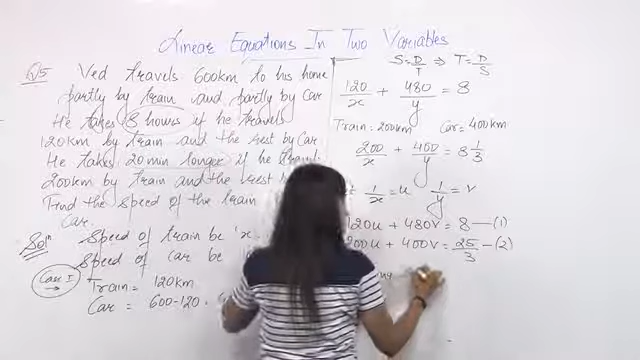 Linear Equations In Two Variables
Q5 Ved travels 600km to his home
partly by train and partly by car
He takes 8 hours if he travels
120km by train and the rest by car
He takes 20min longer if he
200km by train and the rest
Find the speed of the train
car.
Solⁿ Speed of train be 'x
Speed of car be
Case I
Train = 120km
Car = 600-120 =
S=D/T ⇒ T=D/S
120/x + 480/y = 8
Train=200km Car=400km
200/x + 400/y = 8 1/3
1/x = u 1/y = v
120u + 480v = 8 —(1)
200u + 400v = 25/3 —(2)